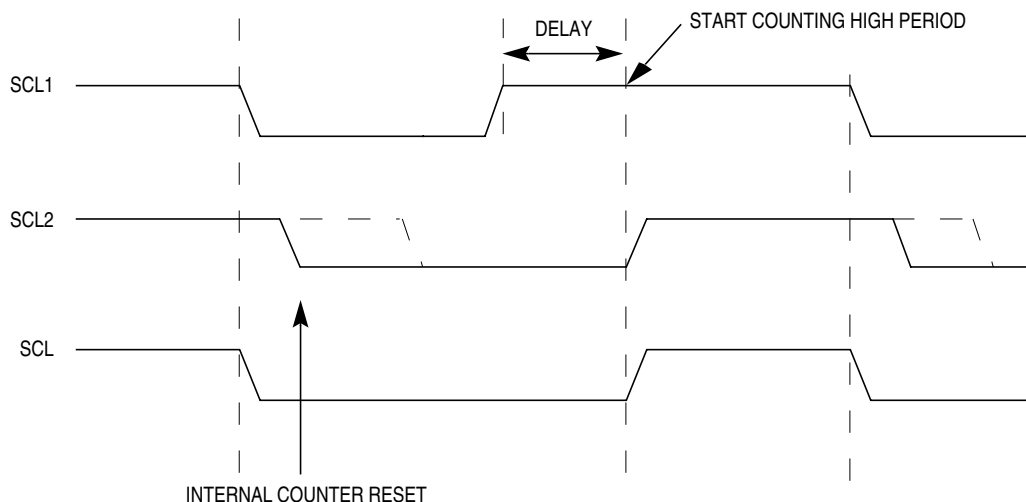 DELAY
START COUNTING HIGH PERIOD
SCL1
SCL2
SCL
INTERNAL COUNTER RESET